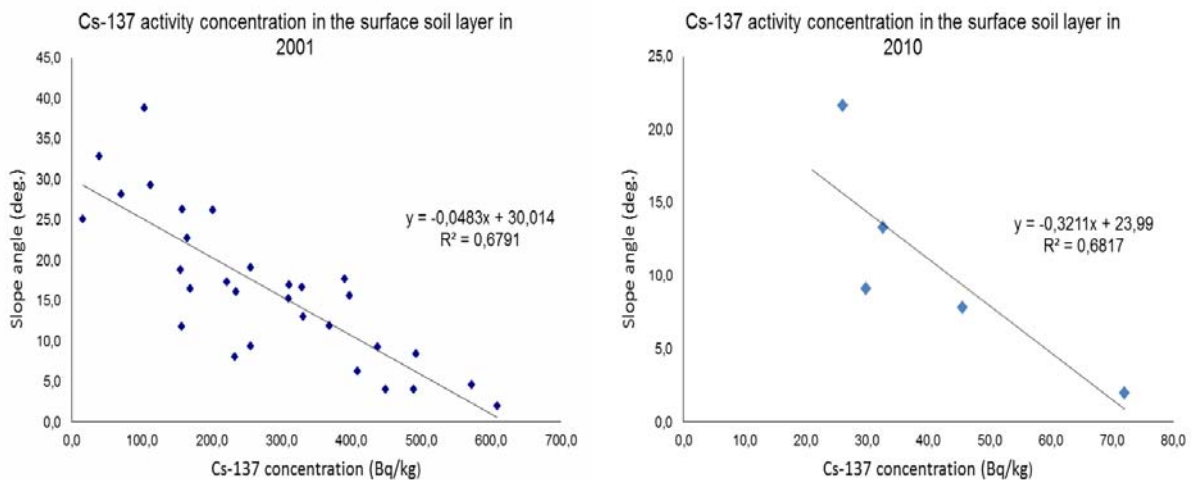 Cs-137 activity concentration in the surface soil layer in
2001
45,0
40,0
35,0
30,0
25,0
20,0
15,0
10,0
5,0
0,0
Slope angle (deg.)
y = -0,0483x + 30,014
R² = 0,6791
0,0 100,0 200,0 300,0 400,0 500,0 600,0 700,0
Cs-137 concentration (Bq/kg)
Cs-137 activity concentration in the surface soil layer in
2010
25,0
20,0
15,0
10,0
5,0
0,0
Slope angle (deg.)
y = -0,3211x + 23,99
R² = 0,6817
0,0 10,0 20,0 30,0 40,0 50,0 60,0 70,0 80,0
Cs-137 concentration (Bq/kg)